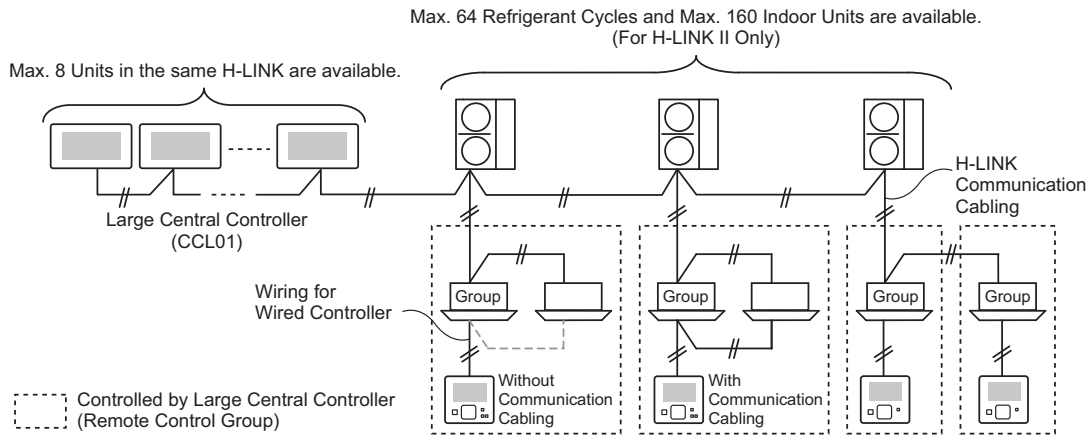 Max. 64 Refrigerant Cycles and Max. 160 Indoor Units are available.
(For H-LINK II Only)
Max. 8 Units in the same H-LINK are available.
H-LINK
Communication
Cabling
Large Central Controller
(CCL01)
Wiring for
Wired Controller
Group
Group
Group
Group
Without
Communication
Cabling
With
Communication
Cabling
Controlled by Large Central Controller
(Remote Control Group)